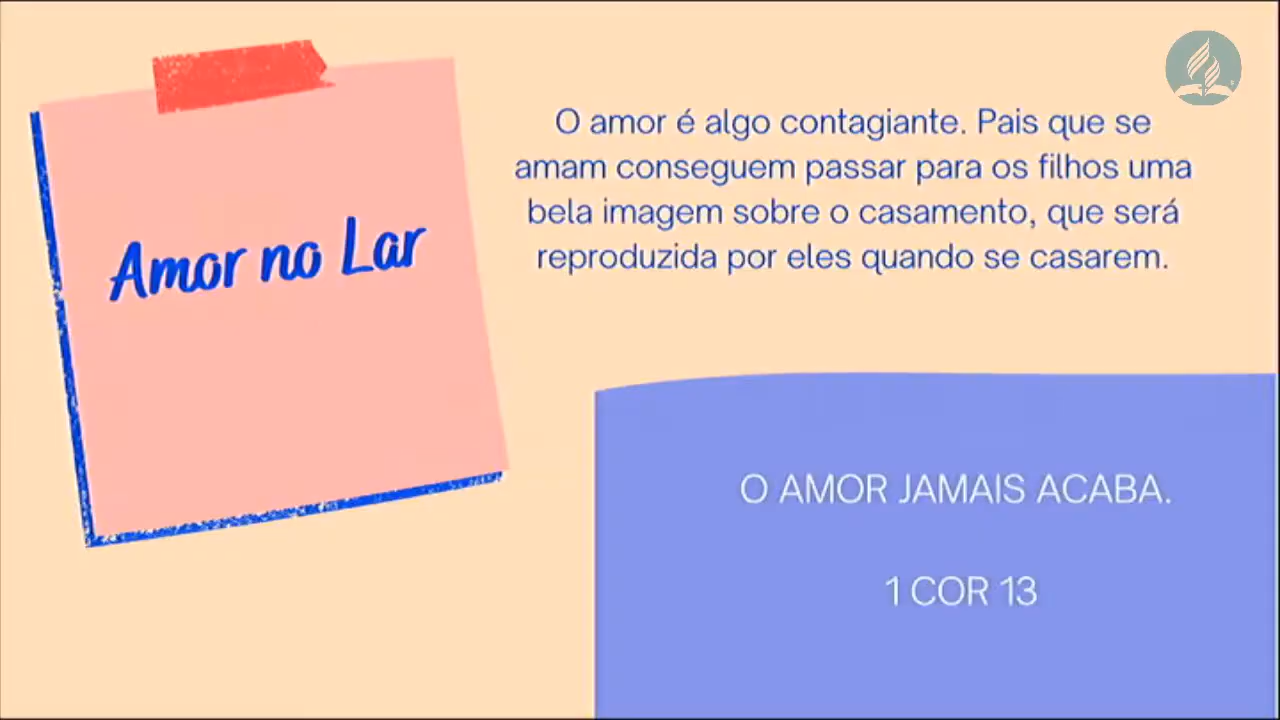 Amor no Lar
O amor é algo contagiante. Pais que se
amam conseguem passar para os filhos uma
bela imagem sobre o casamento, que será
reproduzida por eles quando se casarem.
O AMOR JAMAIS ACABA.
1 COR 13